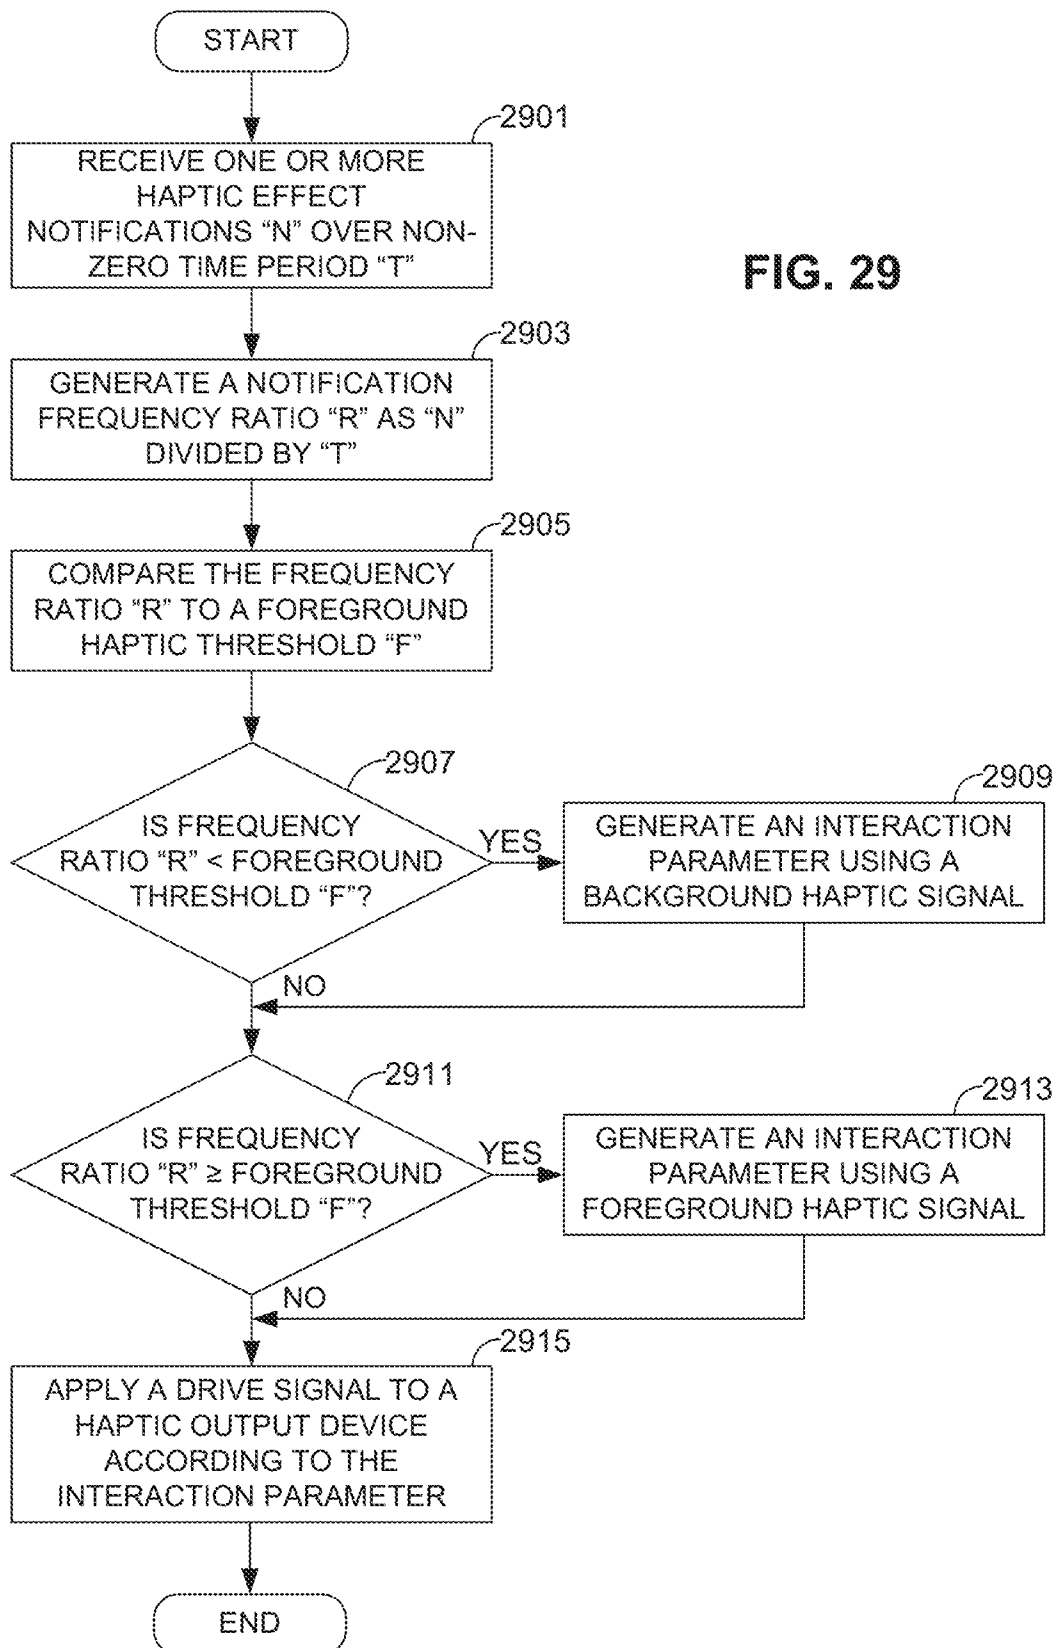 START
2901
RECEIVE ONE OR MORE
HAPTIC EFFECT
NOTIFICATIONS “N” OVER NON-
ZERO TIME PERIOD “T”
FIG. 29
2903
GENERATE A NOTIFICATION
FREQUENCY RATIO “R” AS “N”
DIVIDED BY “T”
2905
COMPARE THE FREQUENCY
RATIO “R” TO A FOREGROUND
HAPTIC THRESHOLD “F”
2907
IS FREQUENCY
RATIO “R” < FOREGROUND
THRESHOLD “F”?
YES
2909
GENERATE AN INTERACTION
PARAMETER USING A
BACKGROUND HAPTIC SIGNAL
NO
2911
IS FREQUENCY
RATIO “R” ≥ FOREGROUND
THRESHOLD “F”?
YES
2913
GENERATE AN INTERACTION
PARAMETER USING A
FOREGROUND HAPTIC SIGNAL
NO
2915
APPLY A DRIVE SIGNAL TO A
HAPTIC OUTPUT DEVICE
ACCORDING TO THE
INTERACTION PARAMETER
END